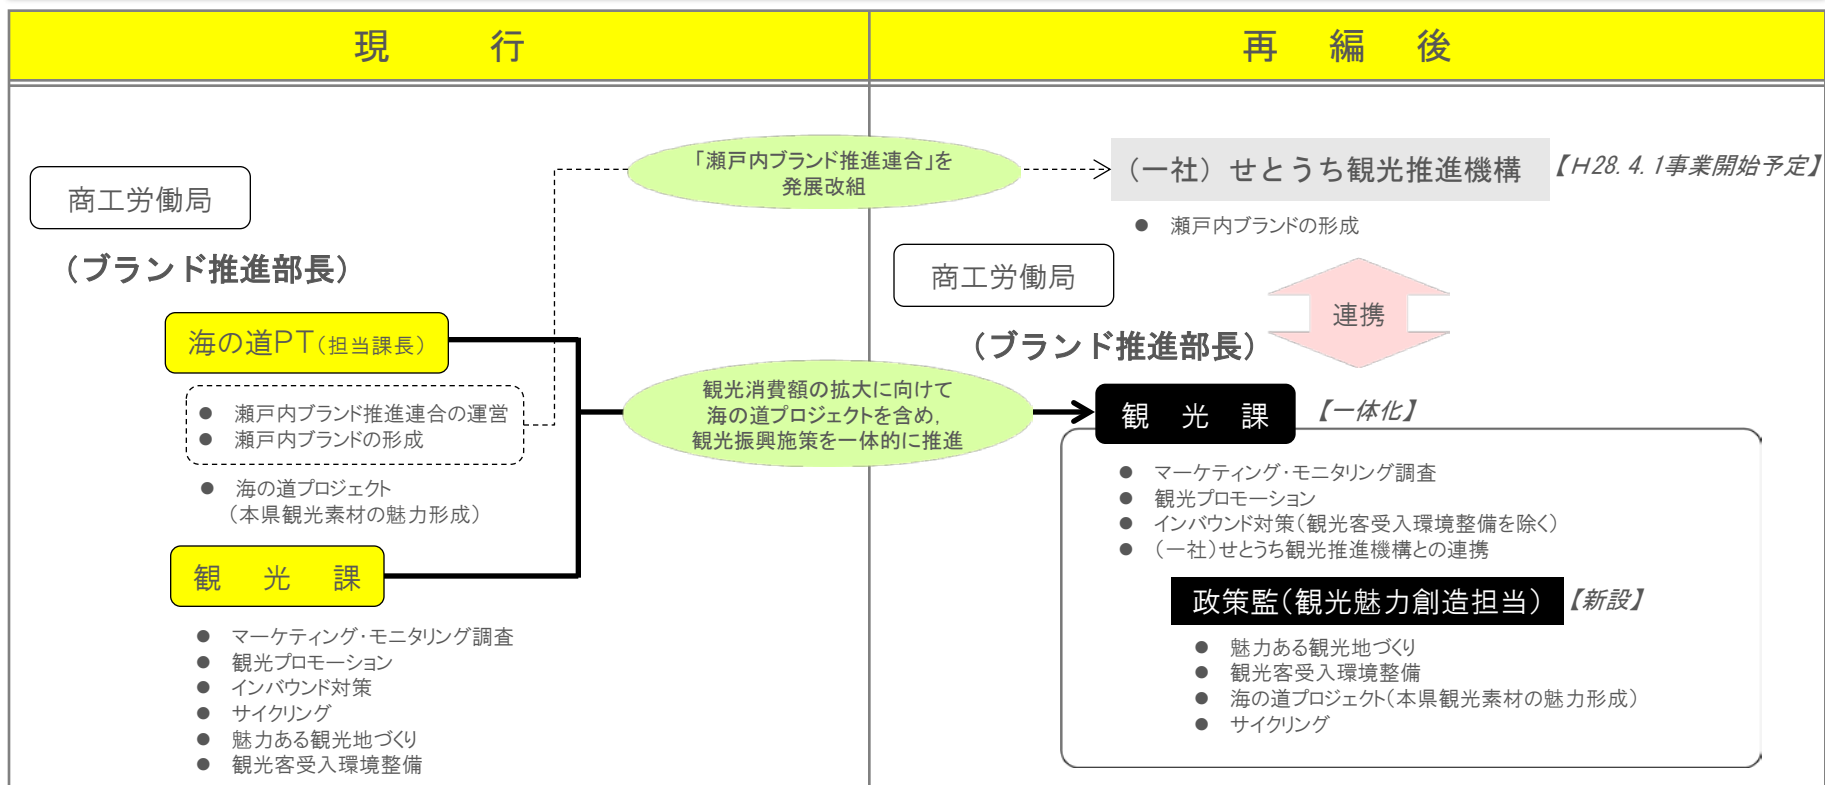 現　行
再　編　後
商工労働局
（ブランド推進部長）
海の道PT（担当課長）
● 瀬戸内ブランド推進連合の運営
● 瀬戸内ブランドの形成
● 海の道プロジェクト
（本県観光素材の魅力形成）
観　光　課
● マーケティング・モニタリング調査
● 観光プロモーション
● インバウンド対策
● サイクリング
● 魅力ある観光地づくり
● 観光客受入環境整備
「瀬戸内ブランド推進連合」を
発展改組
観光消費額の拡大に向けて
海の道プロジェクトを含め,
観光振興施策を一体的に推進
（一社）せとうち観光推進機構
【H28.4.1事業開始予定】
● 瀬戸内ブランドの形成
商工労働局
連携
（ブランド推進部長）
観　光　課
【一体化】
● マーケティング・モニタリング調査
● 観光プロモーション
● インバウンド対策（観光客受入環境整備を除く）
● （一社）せとうち観光推進機構との連携
政策監（観光魅力創造担当）
【新設】
● 魅力ある観光地づくり
● 観光客受入環境整備
● 海の道プロジェクト（本県観光素材の魅力形成）
● サイクリング